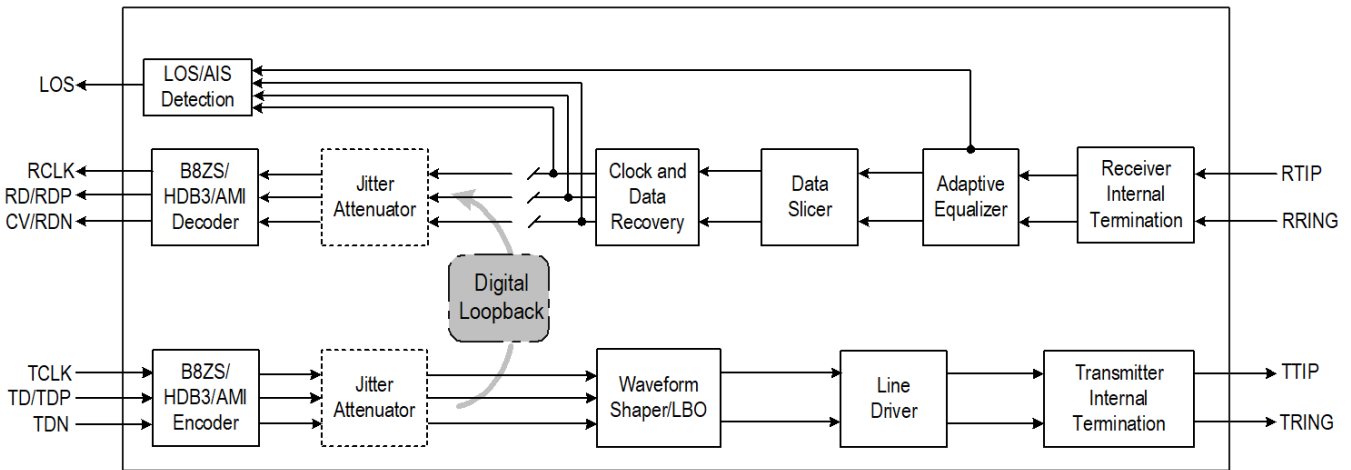 LOS
LOS/AIS
Detection
RCLK
RD/RDP
CV/RDN
B8ZS/
HDB3/AMI
Decoder
Jitter
Attenuator
Clock and
Data
Recovery
Data
Slicer
Adaptive
Equalizer
Receiver
Internal
Termination
RTIP
RRING
Digital
Loopback
TCLK
TD/TDP
TDN
B8ZS/
HDB3/AMI
Encoder
Jitter
Attenuator
Waveform
Shaper/LBO
Line
Driver
Transmitter
Internal
Termination
TTIP
TRING